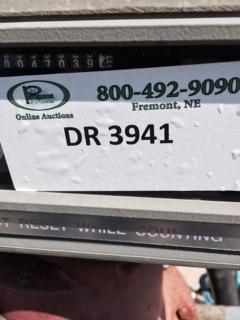 800-492-9090
Fremont, NE
Online Auctions
DR 3941
RESET WHILE COUNTING